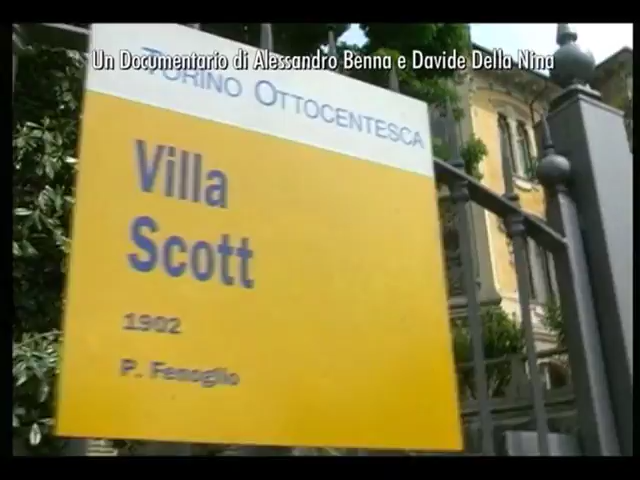 Un Documentario di Alessandro Benna e Davide Della Nina
TORINO OTTOCENTESCA
Villa
Scott
1902
P. Fenoglio